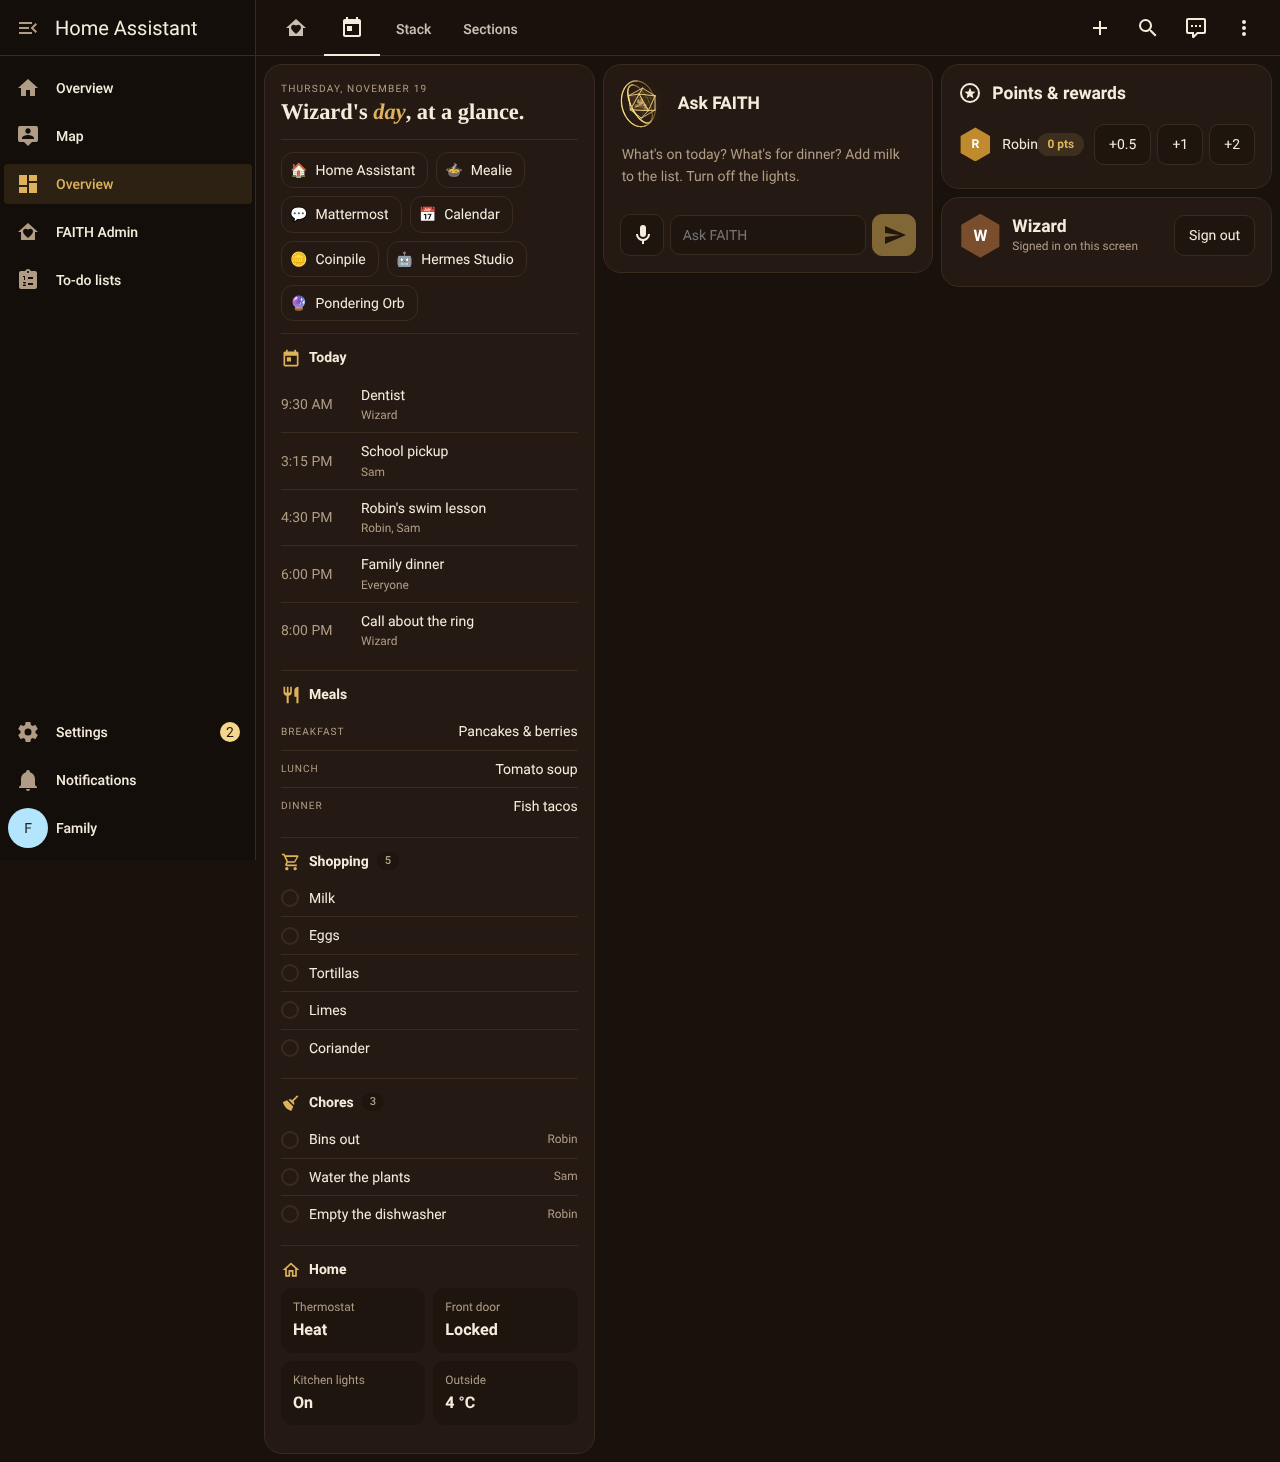 Home Assistant
Overview
Map
Overview
FAITH Admin
To-do lists
Settings
2
Notifications
F
Family
Stack
Sections
THURSDAY, NOVEMBER 19
Wizard's day, at a glance.
Home Assistant
Mealie
Mattermost
Calendar
Coinpile
Hermes Studio
Pondering Orb
Today
9:30 AM
Dentist
Wizard
3:15 PM
School pickup
Sam
4:30 PM
Robin's swim lesson
Robin, Sam
6:00 PM
Family dinner
Everyone
8:00 PM
Call about the ring
Wizard
Meals
BREAKFAST
Pancakes & berries
LUNCH
Tomato soup
DINNER
Fish tacos
Shopping
5
Milk
Eggs
Tortillas
Limes
Coriander
Chores
3
Bins out
Robin
Water the plants
Sam
Empty the dishwasher
Robin
Home
Thermostat
Heat
Front door
Locked
Kitchen lights
On
Outside
4 °C
Ask FAITH
What's on today? What's for dinner? Add milk
to the list. Turn off the lights.
Ask FAITH
Points & rewards
R
Robin
0 pts
+0.5
+1
+2
W
Wizard
Signed in on this screen
Sign out